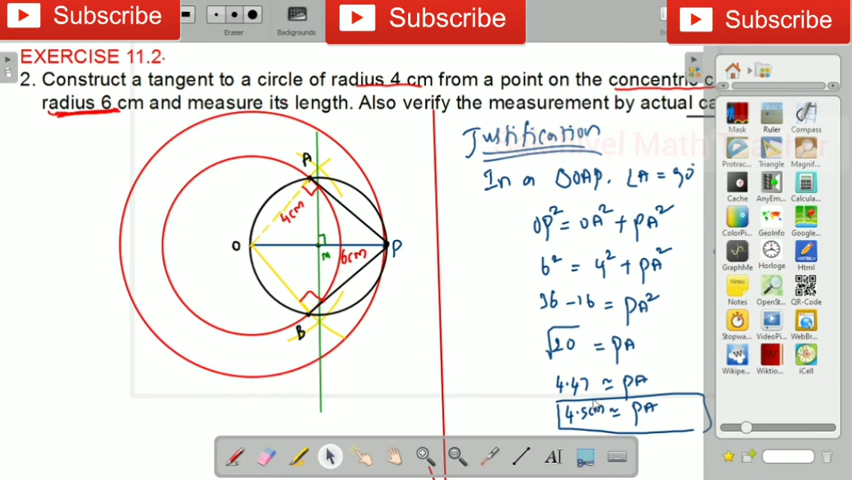 Subscribe
Subscribe
Subscribe
Eraser
Backgrounds
EXERCISE 11.2.
2. Construct a tangent to a circle of radius 4 cm from a point on the concentric c
radius 6 cm and measure its length. Also verify the measurement by actual ca
Justification
In a ΔOAP, ∠A = 90°
OP² = OA² + PA²
6² = 4² + PA²
36 - 16 = PA²
√20 = PA
4.47 ≃ PA
4.5cm ≃ PA
A
4cm
O
M
6cm
P
B
Mask
Ruler
Compass
Protrac...
Triangle
Magnif...
Cache
AnyEm...
Calcula...
ColorPi...
GeoInfo
Google...
GraphMe
Horloge
Html
Notes
OpenSt...
QR-Code
Stopwa...
VideoPi...
WebBr...
Wikipe...
Wiktio...
iCell
AI